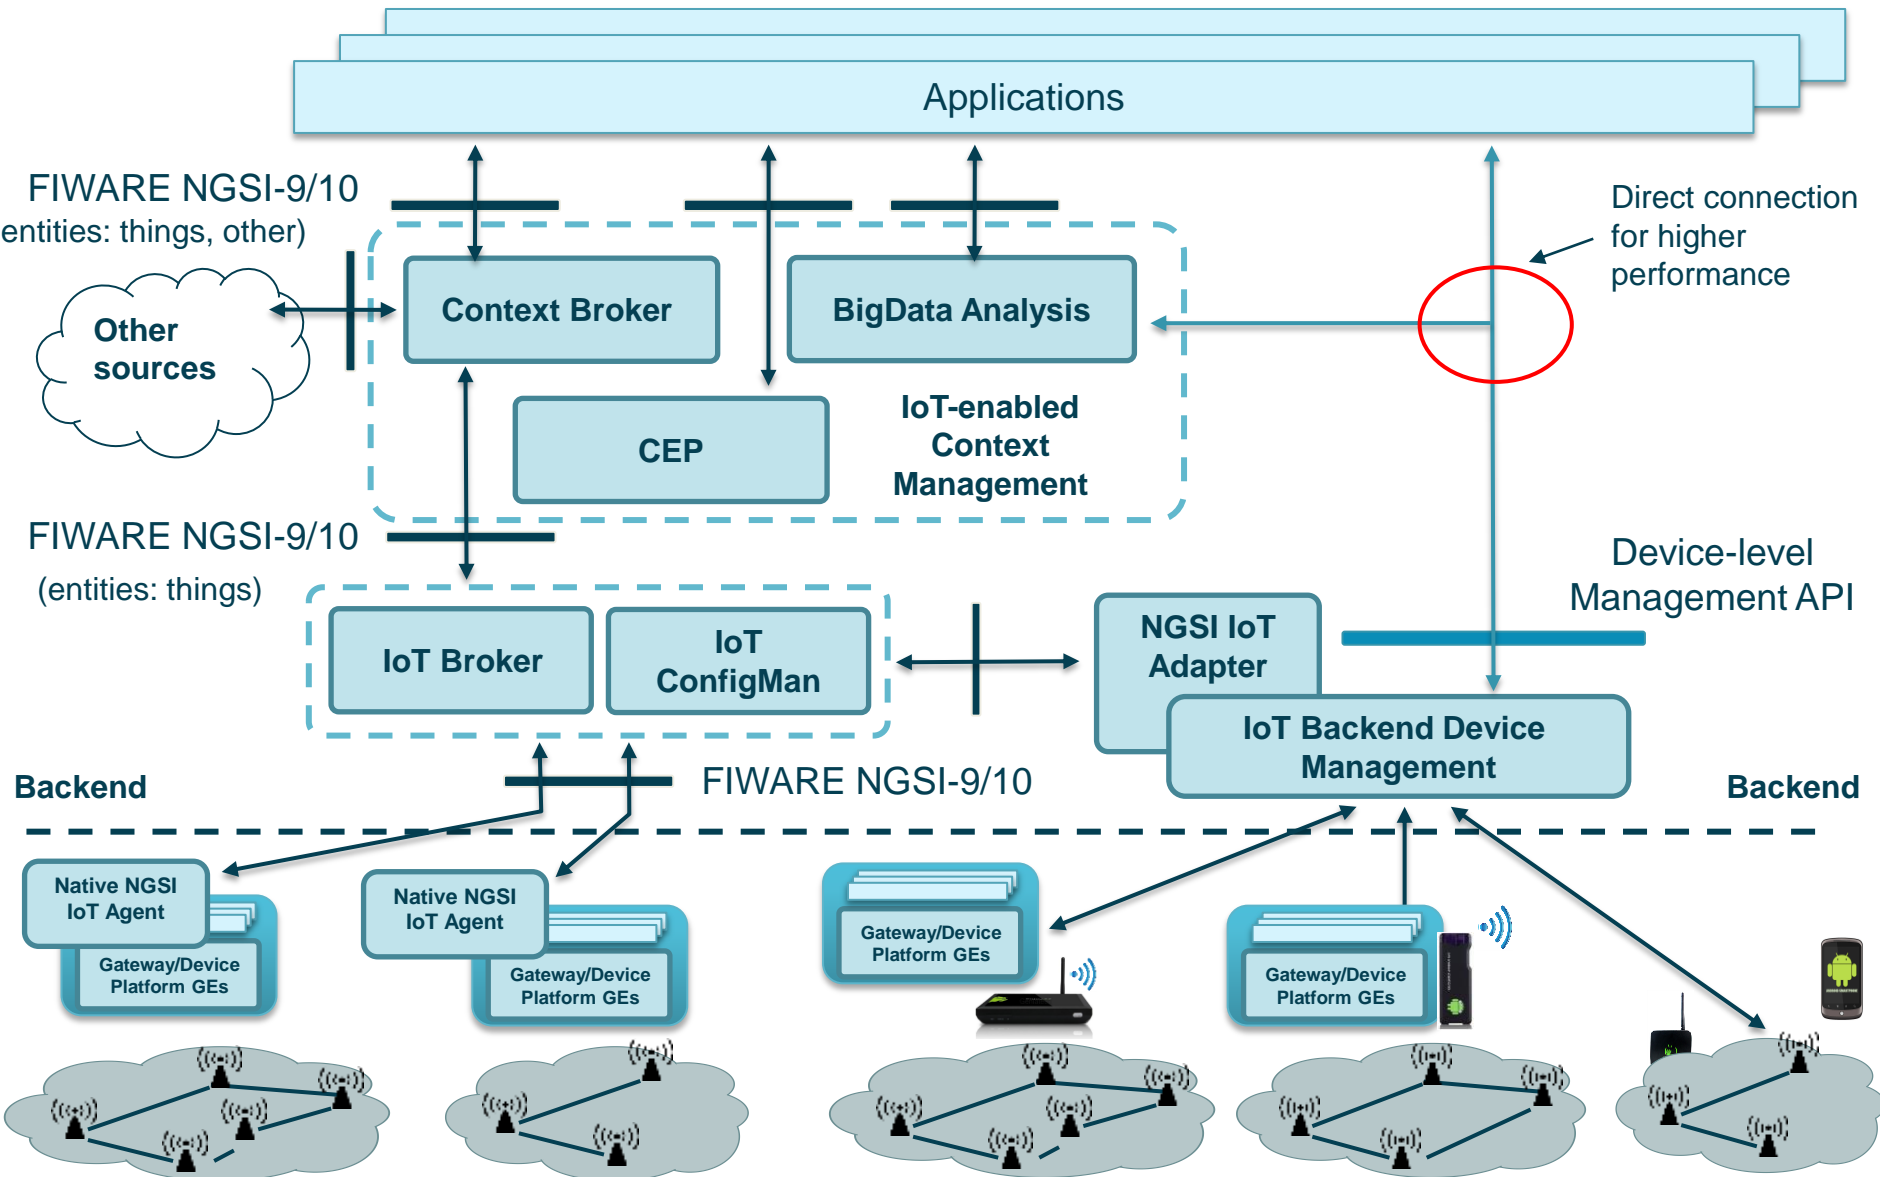 Applications
FIWARE NGSI-9/10
entities: things, other)
Direct connection
for higher
performance
Other
sources
Context Broker
BigData Analysis
CEP
IoT-enabled
Context
Management
FIWARE NGSI-9/10
(entities: things)
Device-level
Management API
IoT Broker
IoT
ConfigMan
NGSI IoT
Adapter
IoT Backend Device
Management
Backend
FIWARE NGSI-9/10
Backend
Native NGSI
IoT Agent
Gateway/Device
Platform GEs
Native NGSI
IoT Agent
Gateway/Device
Platform GEs
Gateway/Device
Platform GEs
Gateway/Device
Platform GEs